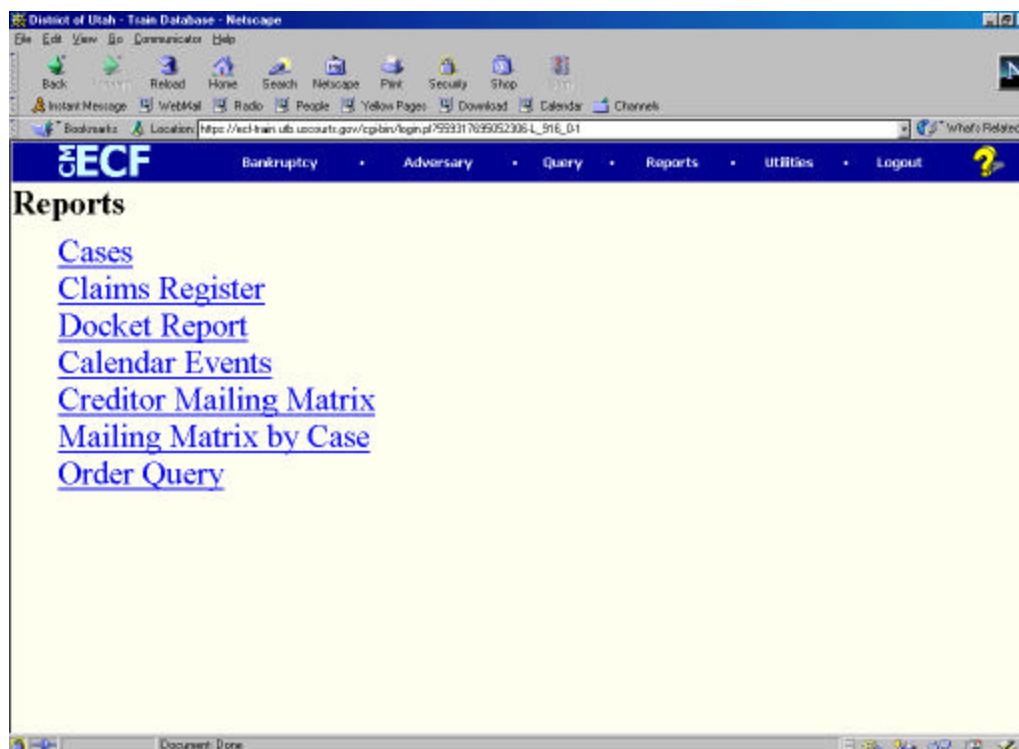 District of Utah - Train Database - Netscape
File Edit View Go Communicator Help
Back Reload Home Search Netscape Print Security Shop
Instant Message WebMail Radio People Yellow Pages Download Calendar Channels
Bookmarks Location: What's Related
CM ECF Bankruptcy • Adversary • Query • Reports • Utilities • Logout ?
Reports
Cases
Claims Register
Docket Report
Calendar Events
Creditor Mailing Matrix
Mailing Matrix by Case
Order Query
Document: Done